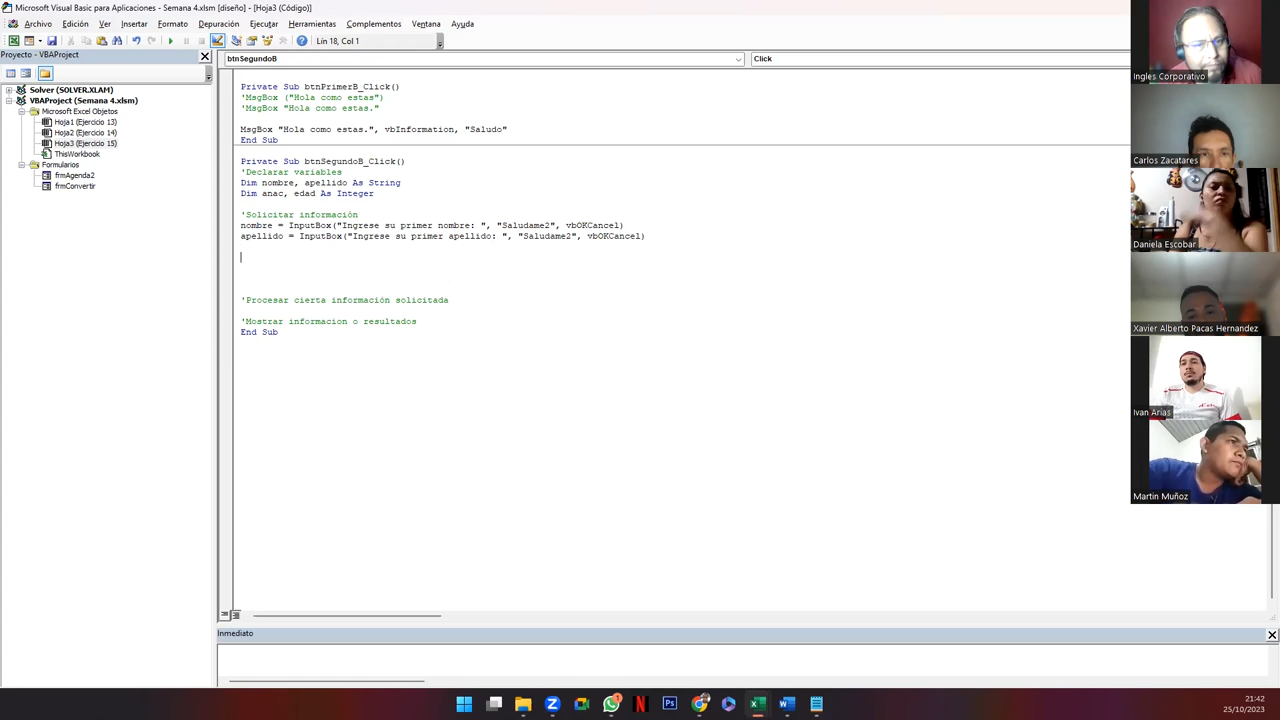 Microsoft Visual Basic para Aplicaciones - Semana 4.xlsm [diseño] - [Hoja3 (Código)]
Archivo Edición Ver Insertar Formato Depuración Ejecutar Herramientas Complementos Ventana Ayuda
Lín 18, Col 1
Proyecto - VBAProject
btnSegundoB
Click
Solver (SOLVER.XLAM)
VBAProject (Semana 4.xlsm)
Microsoft Excel Objetos
Hoja1 (Ejercicio 13)
Hoja2 (Ejercicio 14)
Hoja3 (Ejercicio 15)
ThisWorkbook
Formularios
frmAgenda2
frmConvertir
Private Sub btnPrimerB_Click()
'MsgBox ("Hola como estas")
'MsgBox "Hola como estas."
MsgBox "Hola como estas.", vbInformation, "Saludo"
End Sub
Private Sub btnSegundoB_Click()
'Declarar variables
Dim nombre, apellido As String
Dim anac, edad As Integer
'Solicitar información
nombre = InputBox("Ingrese su primer nombre: ", "Saludame2", vbOKCancel)
apellido = InputBox("Ingrese su primer apellido: ", "Saludame2", vbOKCancel)
'Procesar cierta información solicitada
'Mostrar informacion o resultados
End Sub
Inmediato
Ingles Corporativo
Carlos Zacatares
Daniela Escobar
Xavier Alberto Pacas Hernandez
Ivan Arias
Martin Muñoz
21:42
25/10/2023